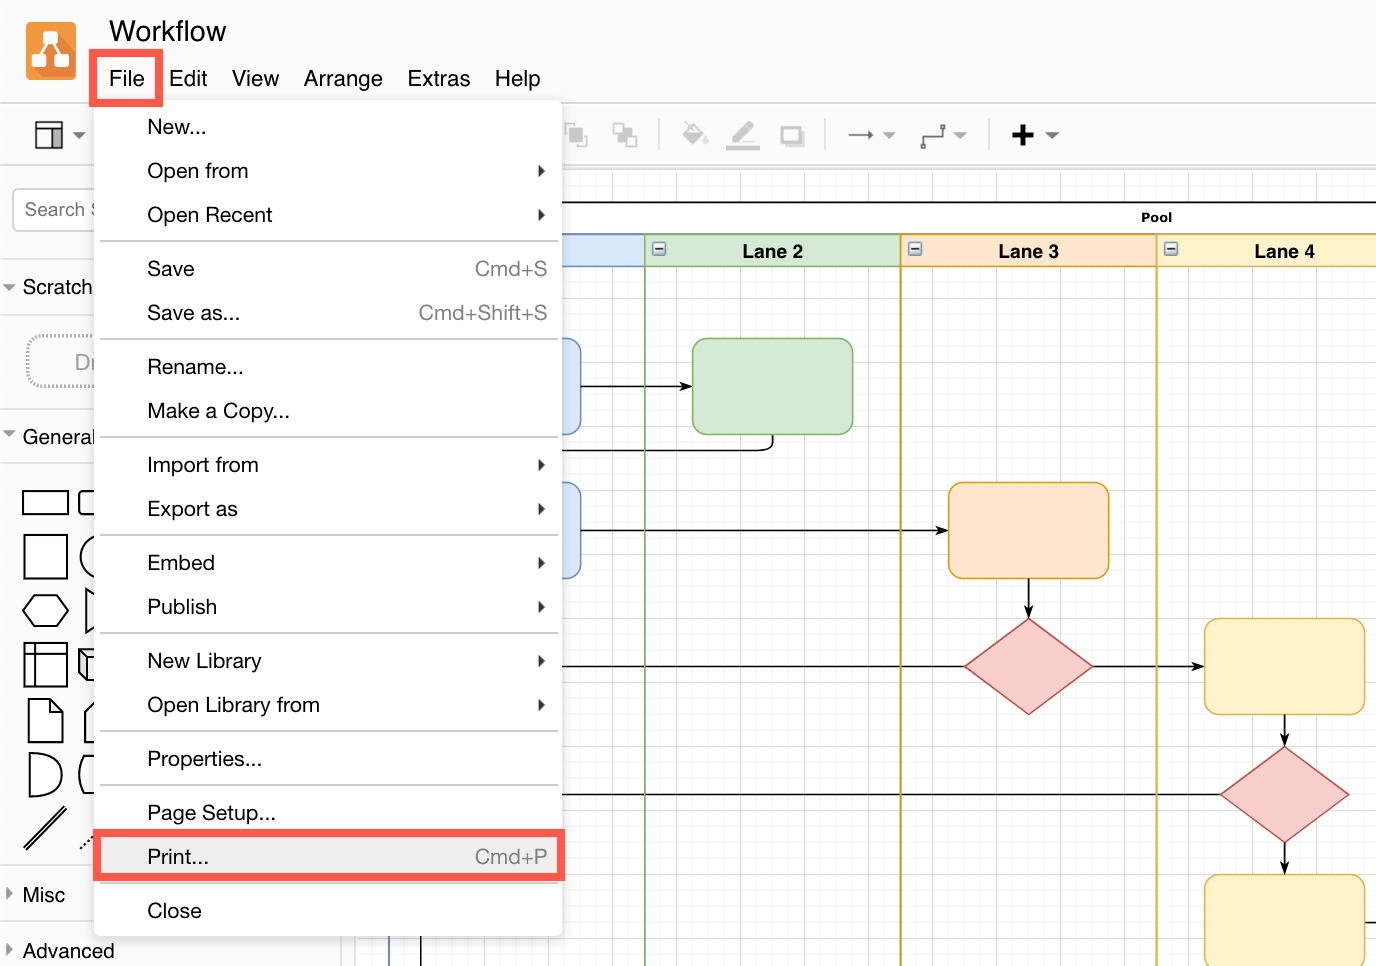 Workflow
File Edit View Arrange Extras Help
New...
Open from
Open Recent
Save Cmd+S
Save as... Cmd+Shift+S
Rename...
Make a Copy...
Import from
Export as
Embed
Publish
New Library
Open Library from
Properties...
Page Setup...
Print... Cmd+P
Close
Search
Scratch
General
Misc
Advanced
Pool
Lane 2
Lane 3
Lane 4